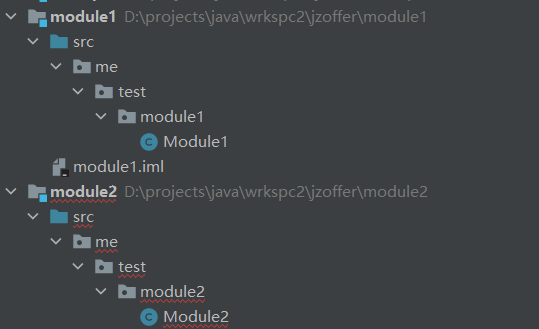 module1 D:\projects\java\wrkspc2\jzoffer\module1
src
me
test
module1
Module1
module1.iml
module2 D:\projects\java\wrkspc2\jzoffer\module2
src
me
test
module2
Module2